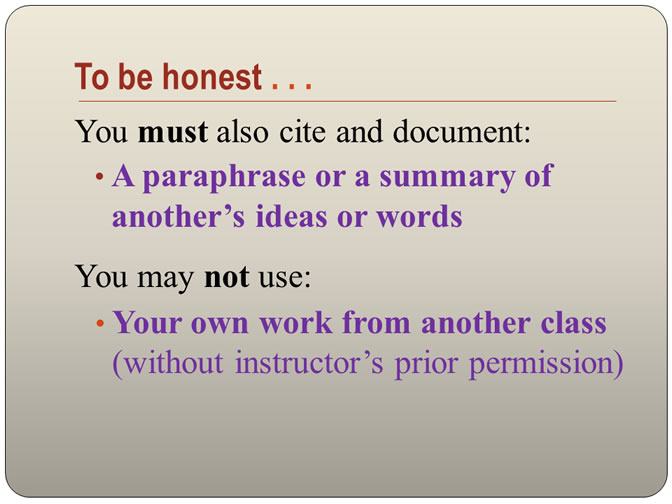 To be honest . . .
You must also cite and document:
• A paraphrase or a summary of
another’s ideas or words
You may not use:
• Your own work from another class
(without instructor’s prior permission)